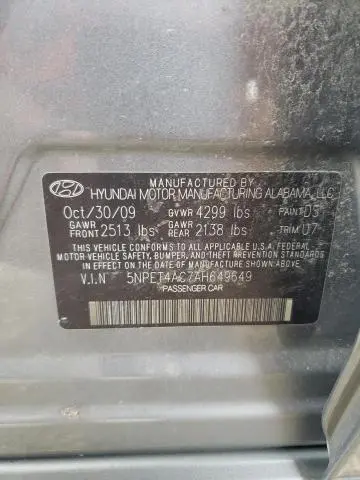 MANUFACTURED BY
HYUNDAI MOTOR MANUFACTURING ALABAMA, LLC
Oct/30/09 GVWR 4299 lbs PAINT 03
GAWR FRONT 2513 lbs GAWR REAR 2138 lbs TRIM 07
THIS VEHICLE CONFORMS TO ALL APPLICABLE U.S. FEDERAL
MOTOR VEHICLE SAFETY, BUMPER, AND THEFT PREVENTION
STANDARDS IN EFFECT ON THE DATE OF MANUFACTURE SHOWN ABOVE.
V.I.N 5NPET4AC7AH649649
PASSENGER CAR